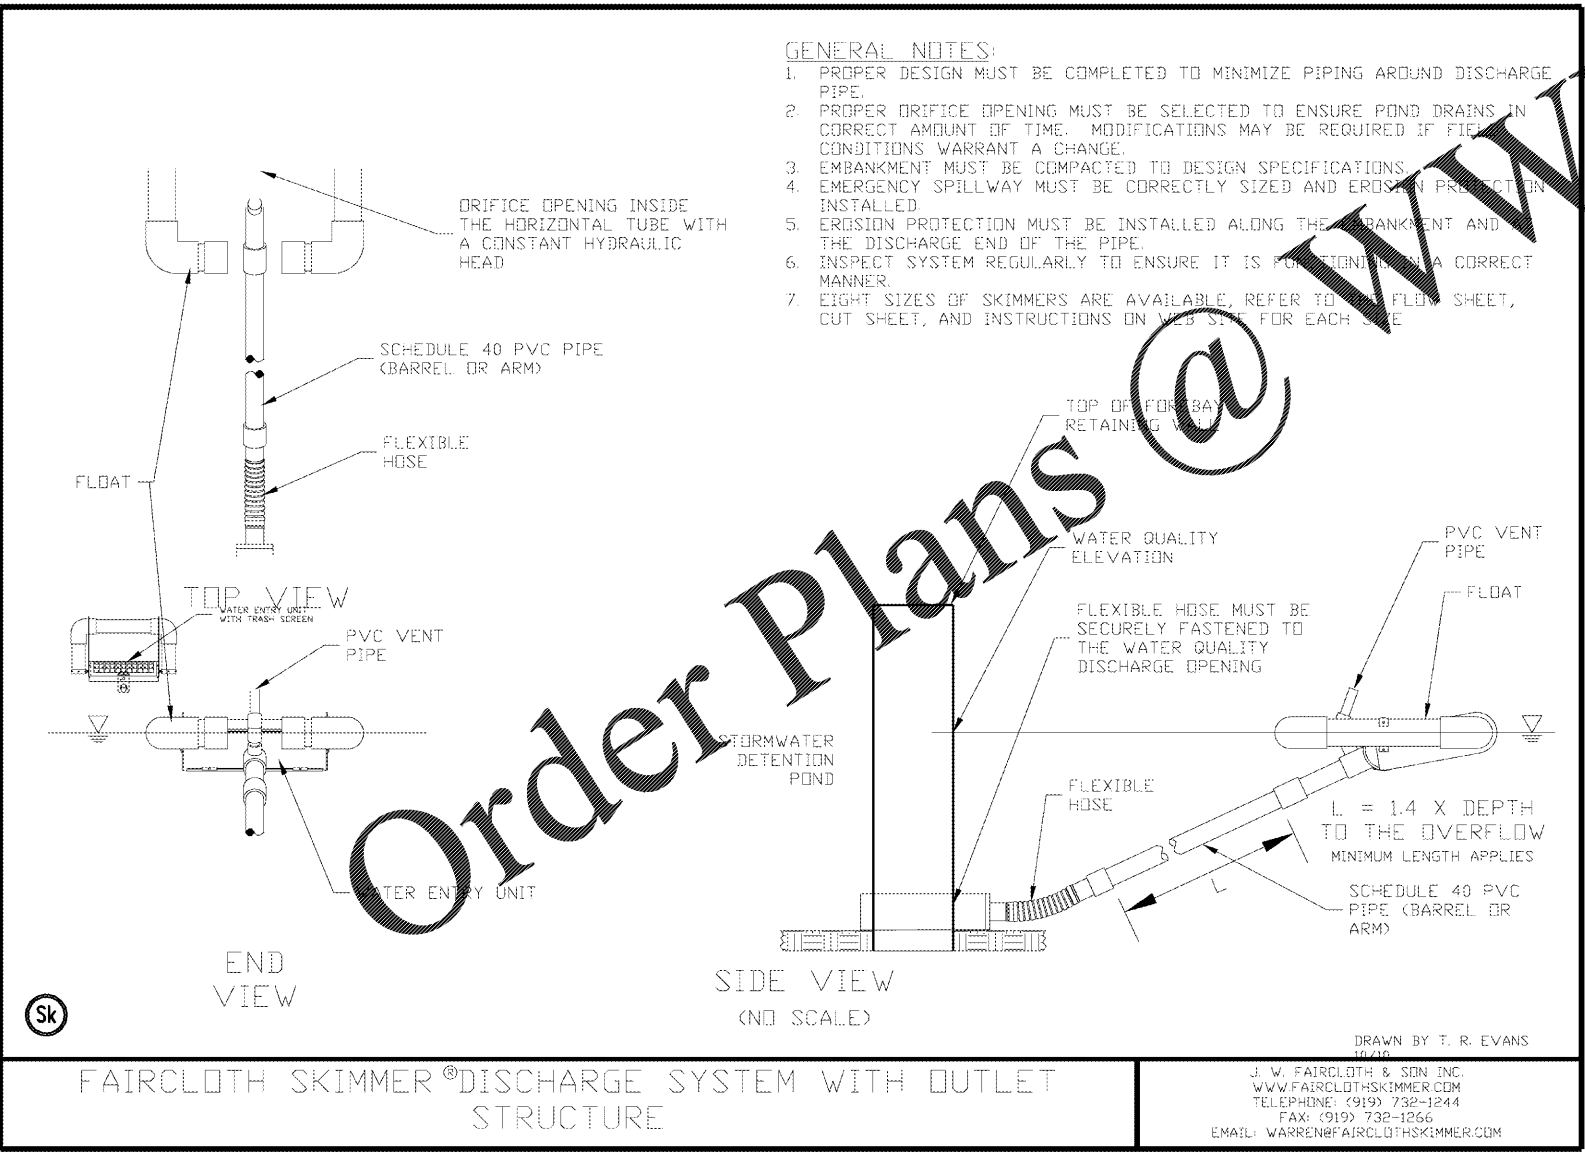 GENERAL NOTES:
1. PROPER DESIGN MUST BE COMPLETED TO MINIMIZE PIPING AROUND DISCHARGE
PIPE.
2. PROPER ORIFICE OPENING MUST BE SELECTED TO ENSURE POND DRAINS IN
CORRECT AMOUNT OF TIME. MODIFICATIONS MAY BE REQUIRED IF FIELD
CONDITIONS WARRANT A CHANGE.
3. EMBANKMENT MUST BE COMPACTED TO DESIGN SPECIFICATIONS.
4. EMERGENCY SPILLWAY MUST BE CORRECTLY SIZED AND EROSION PROTECTION
INSTALLED.
5. EROSION PROTECTION MUST BE INSTALLED ALONG THE EMBANKMENT AND
THE DISCHARGE END OF THE PIPE.
6. INSPECT SYSTEM REGULARLY TO ENSURE IT IS FUNCTIONING IN A CORRECT
MANNER.
7. EIGHT SIZES OF SKIMMERS ARE AVAILABLE, REFER TO THE FLOW SHEET,
CUT SHEET, AND INSTRUCTIONS ON WEB SITE FOR EACH SIZE
ORIFICE OPENING INSIDE
THE HORIZONTAL TUBE WITH
A CONSTANT HYDRAULIC
HEAD
SCHEDULE 40 PVC PIPE
(BARREL OR ARM)
FLEXIBLE
HOSE
FLOAT
TOP VIEW
WATER ENTRY UNIT
WITH TRASH SCREEN
PVC VENT
PIPE
WATER ENTRY UNIT
END
VIEW
Order Plans @ WW
TOP OF FOREBAY
RETAINING WALL
WATER QUALITY
ELEVATION
FLEXIBLE HOSE MUST BE
SECURELY FASTENED TO
THE WATER QUALITY
DISCHARGE OPENING
PVC VENT
PIPE
FLOAT
STORMWATER
DETENTION
POND
FLEXIBLE
HOSE
L = 1.4 X DEPTH
TO THE OVERFLOW
MINIMUM LENGTH APPLIES
L
SCHEDULE 40 PVC
PIPE (BARREL OR
ARM)
SIDE VIEW
(NO SCALE)
Sk
DRAWN BY T. R. EVANS
10/10
FAIRCLOTH SKIMMER® DISCHARGE SYSTEM WITH OUTLET
STRUCTURE
J. W. FAIRCLOTH & SON INC.
WWW.FAIRCLOTHSKIMMER.COM
TELEPHONE: (919) 732-1244
FAX: (919) 732-1266
EMAIL: WARREN@FAIRCLOTHSKIMMER.COM